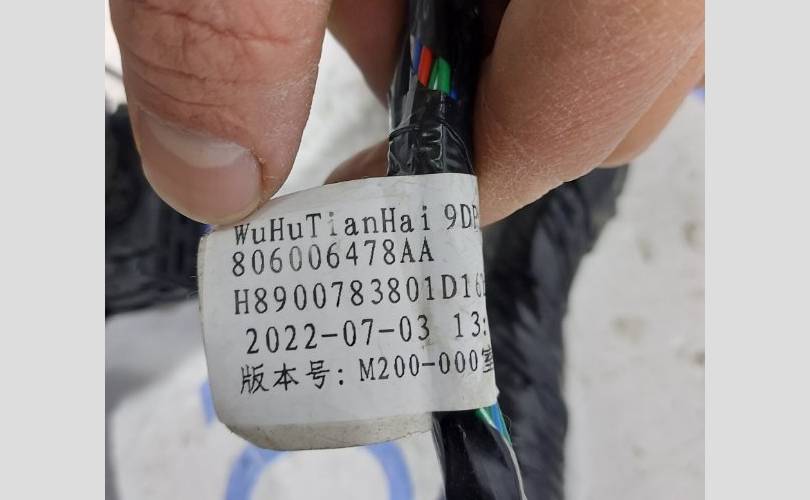 WuHuTianHai 9D
806006478AA
H8900783801D16
2022-07-03 13:
版本号: M200-000